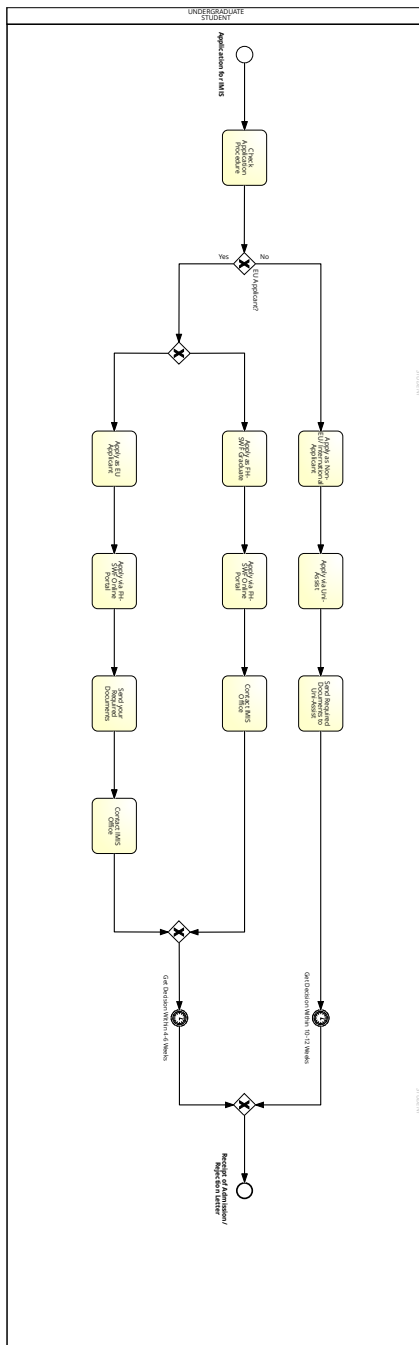 UNDERGRADUATE
STUDENT
Application for IMIS
Check
Application
Procedure
Yes
No
EU Applicant?
Apply as EU
Applicant
Apply as FH-
SWF Graduate
Apply as Non-
EU/ International
Applicant
Apply via FH-
SWF Online
Portal
Apply via FH-
SWF Online
Portal
Apply via Uni-
Assist
Send your
Required
Documents
Contact IMIS
Office
Send Required
Documents to
Uni-Assist
Contact IMIS
Office
Get Decision Within 4-6 Weeks
Get Decision Within 10-12 Weeks
Receipt of Admission/
Rejection Letter